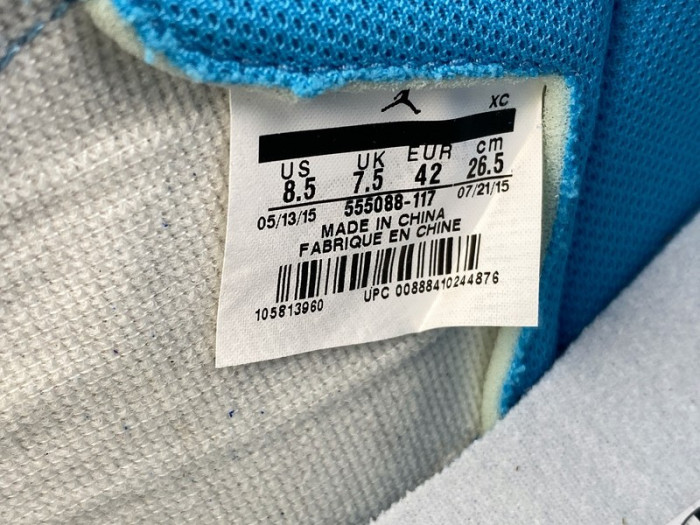 XC
US UK EUR cm
8.5 7.5 42 26.5
05/13/15 555088-117 07/21/15
MADE IN CHINA
FABRIQUE EN CHINE
105813960 UPC 00888410244876